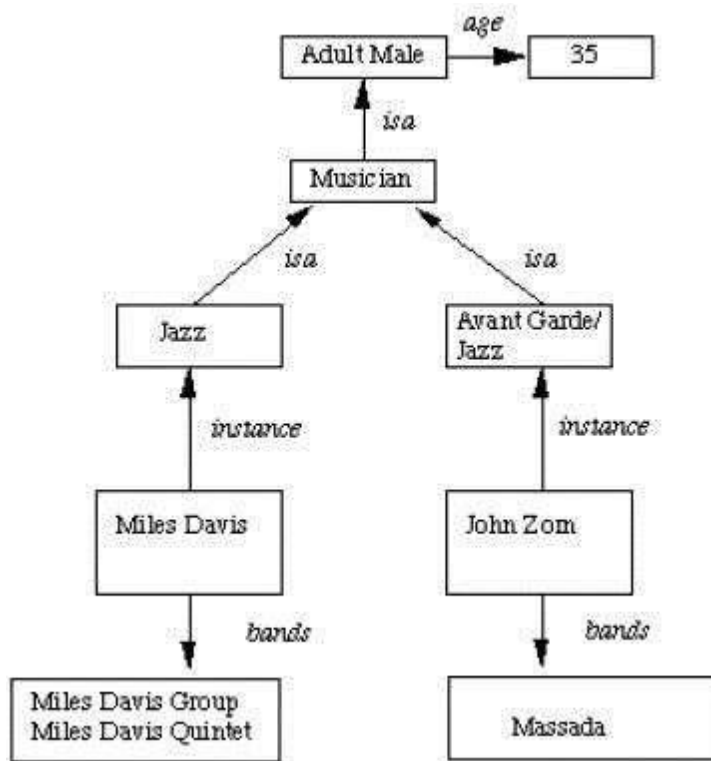 age
Adult Male
35
isa
Musician
isa
isa
Jazz
Avant Garde/
Jazz
instance
instance
Miles Davis
John Zorn
bands
bands
Miles Davis Group
Miles Davis Quintet
Massada